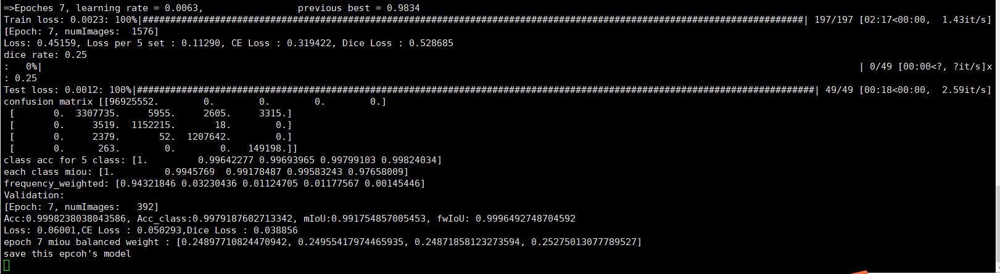 =>Epoches 7, learning rate = 0.0063,                 previous best = 0.9834
Train loss: 0.0023: 100%|#######################################################################################################################| 197/197 [02:17<00:00,  1.43it/s]
[Epoch: 7, numImages:  1576]
Loss: 0.45159, Loss per 5 set : 0.11290, CE Loss : 0.319422, Dice Loss : 0.528685
dice rate: 0.25
:   0%|                                                                                                                                                   | 0/49 [00:00<?, ?it/s]x
: 0.25
Test loss: 0.0012: 100%|##########################################################################################################################| 49/49 [00:18<00:00,  2.59it/s]
confusion matrix [[96925552.        0.        0.        0.        0.]
 [       0.  3307735.     5955.     2605.     3315.]
 [       0.     3519.  1152215.       18.        0.]
 [       0.     2379.       52.  1207642.        0.]
 [       0.      263.        0.        0.   149198.]]
class acc for 5 class: [1.         0.99642277 0.99693965 0.99799103 0.99824034]
each class miou: [1.         0.9945769  0.99178487 0.99583243 0.97658009]
frequency_weighted: [0.94321846 0.03230436 0.01124705 0.01177567 0.00145446]
Validation:
[Epoch: 7, numImages:   392]
Acc:0.9998238038043586, Acc_class:0.9979187602713342, mIoU:0.991754857005453, fwIoU: 0.9996492748704592
Loss: 0.06001,CE Loss : 0.050293,Dice Loss : 0.038856
epoch 7 miou balanced weight : [0.24897710824470942, 0.24955417974465935, 0.24871858123273594, 0.25275013077789527]
save this epcoh's model